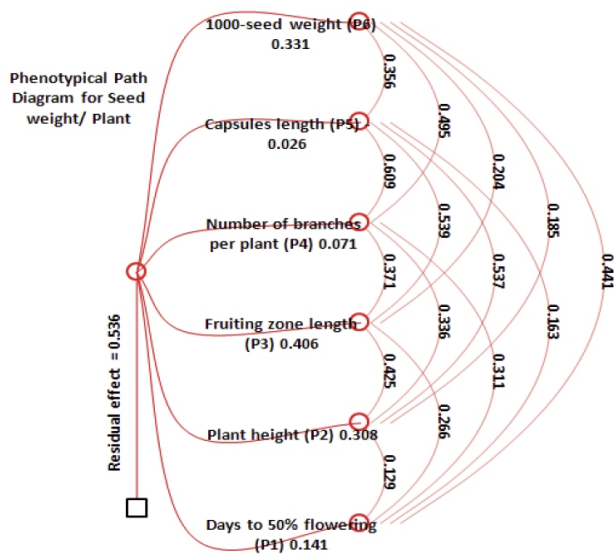 1000-seed weight (P6)
0.331
Phenotypical Path
Diagram for Seed
weight/ Plant
Capsules length (P5) -
0.026
Number of branches
per plant (P4) 0.071
Fruiting zone length
(P3) 0.406
Plant height (P2) 0.308
Days to 50% flowering
(P1) 0.141
Residual effect = 0.536
0.356
0.609
0.371
0.425
0.129
0.495
0.539
0.336
0.266
0.204
0.537
0.311
0.185
0.163
0.441